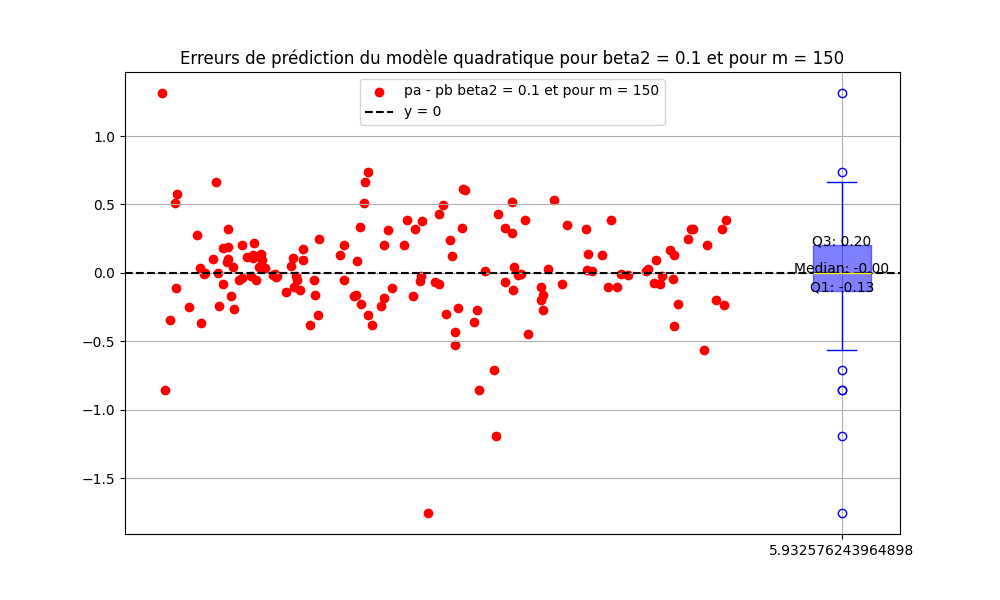 Erreurs de prédiction du modèle quadratique pour beta2 = 0.1 et pour m = 150
pa - pb beta2 = 0.1 et pour m = 150
y = 0
1.0
0.5
0.0
−0.5
−1.0
−1.5
Q3: 0.20
Median: -0.00
Q1: -0.13
5.932576243964898